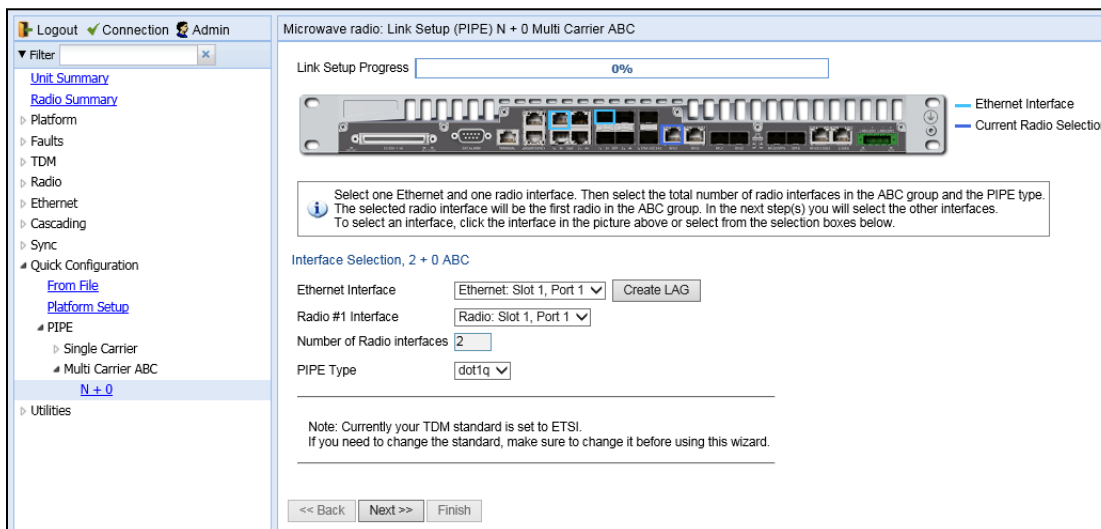 Logout Connection Admin
Filter
Unit Summary
Radio Summary
Platform
Faults
TDM
Radio
Ethernet
Cascading
Sync
Quick Configuration
From File
Platform Setup
PIPE
Single Carrier
Multi Carrier ABC
N + 0
Utilities
Microwave radio: Link Setup (PIPE) N + 0 Multi Carrier ABC
Link Setup Progress 0%
Ethernet Interface
Current Radio Selectio
Select one Ethernet and one radio interface. Then select the total number of radio interfaces in the ABC group and the PIPE type.
The selected radio interface will be the first radio in the ABC group. In the next step(s) you will select the other interfaces.
To select an interface, click the interface in the picture above or select from the selection boxes below.
Interface Selection, 2 + 0 ABC
Ethernet Interface Ethernet: Slot 1, Port 1 Create LAG
Radio #1 Interface Radio: Slot 1, Port 1
Number of Radio interfaces 2
PIPE Type dot1q
Note: Currently your TDM standard is set to ETSI.
If you need to change the standard, make sure to change it before using this wizard.
<< Back Next >> Finish